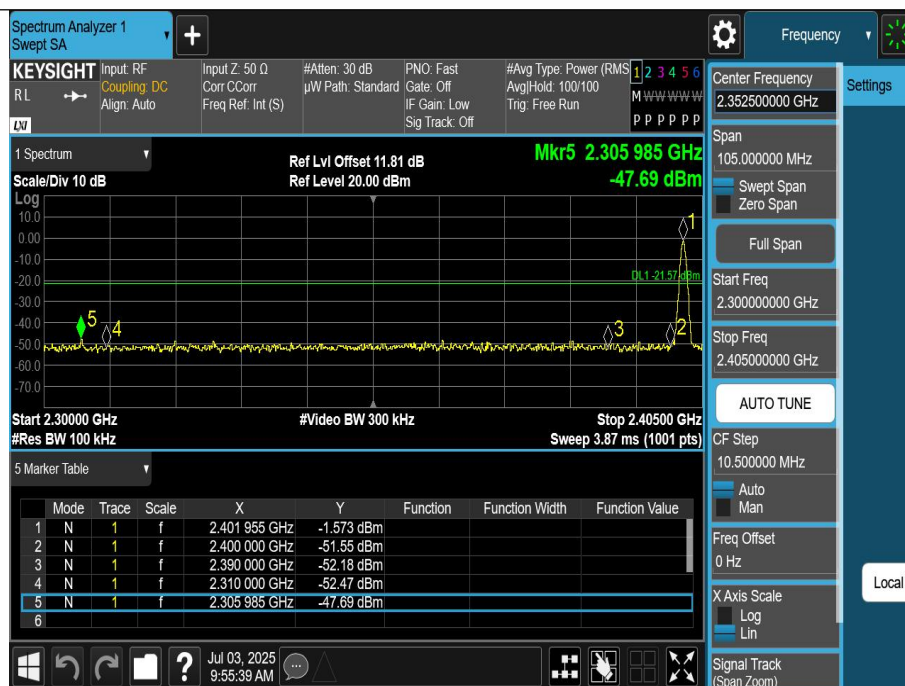 Spectrum Analyzer 1
Swept SA
+
Frequency
KEYSIGHT
RL
LXI
Input: RF
Coupling: DC
Align: Auto
Input Z: 50 Ω
Corr CCorr
Freq Ref: Int (S)
#Atten: 30 dB
µW Path: Standard
PNO: Fast
Gate: Off
IF Gain: Low
Sig Track: Off
#Avg Type: Power (RMS
Avg|Hold: 100/100
Trig: Free Run
1 2 3 4 5 6
M W W W W W
P P P P P P
1 Spectrum
Scale/Div 10 dB
Ref Lvl Offset 11.81 dB
Ref Level 20.00 dBm
Mkr5 2.305 985 GHz
-47.69 dBm
Log
10.0
0.00
-10.0
-20.0
-30.0
-40.0
-50.0
-60.0
-70.0
1
DL1 -21.57 dBm
5
4
3
2
Start 2.30000 GHz
#Res BW 100 kHz
#Video BW 300 kHz
Stop 2.40500 GHz
Sweep 3.87 ms (1001 pts)
5 Marker Table
Mode Trace Scale X Y Function Function Width Function Value
1 N 1 f 2.401 955 GHz -1.573 dBm
2 N 1 f 2.400 000 GHz -51.55 dBm
3 N 1 f 2.390 000 GHz -52.18 dBm
4 N 1 f 2.310 000 GHz -52.47 dBm
5 N 1 f 2.305 985 GHz -47.69 dBm
6
?
Jul 03, 2025
9:55:39 AM
Center Frequency
2.352500000 GHz
Span
105.000000 MHz
Swept Span
Zero Span
Full Span
Start Freq
2.300000000 GHz
Stop Freq
2.405000000 GHz
AUTO TUNE
CF Step
10.500000 MHz
Auto
Man
Freq Offset
0 Hz
X Axis Scale
Log
Lin
Signal Track
(Span Zoom)
Settings
Local